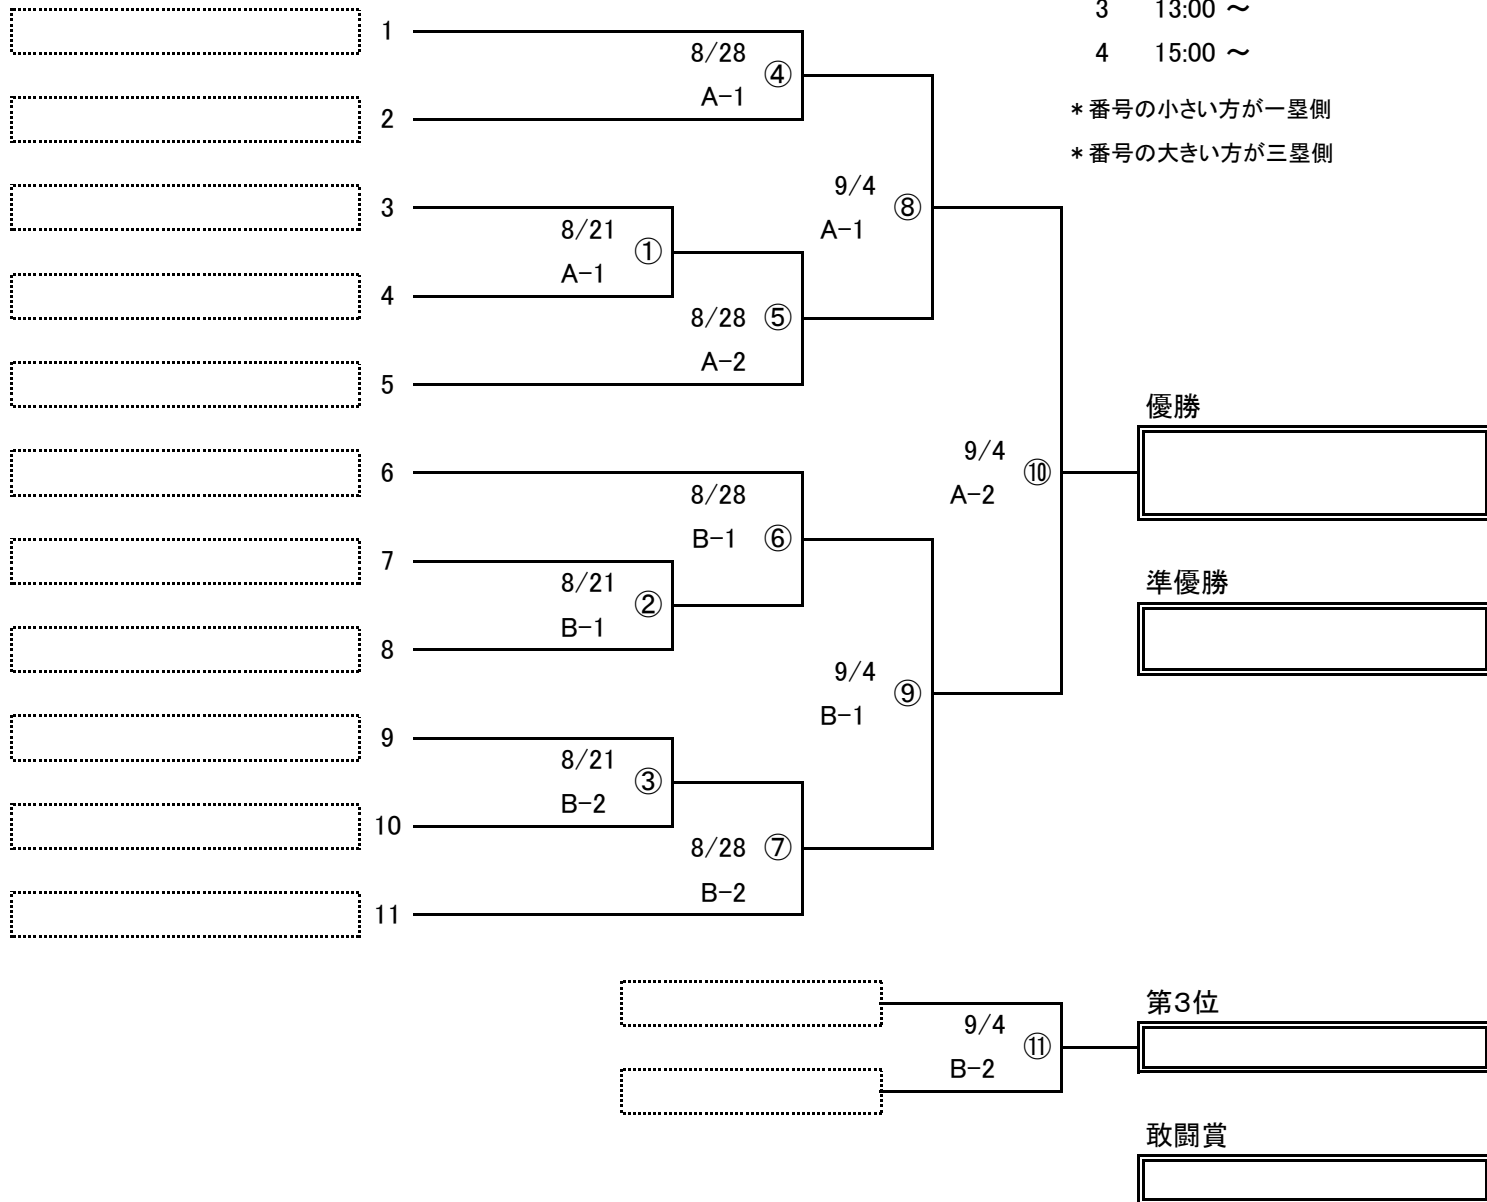 3 13:00 ～
4 15:00 ～
＊番号の小さい方が一塁側
＊番号の大きい方が三塁側
1
8/28
④
A-1
2
3
8/21
①
A-1
4
9/4
⑧
A-1
8/28 ⑤
A-2
5
6
8/28
B-1 ⑥
7
8/21
②
B-1
8
9/4
⑩
A-2
優勝
準優勝
9/4
⑨
B-1
9
8/21
③
B-2
10
8/28 ⑦
B-2
11
9/4
⑪
B-2
第3位
敢闘賞